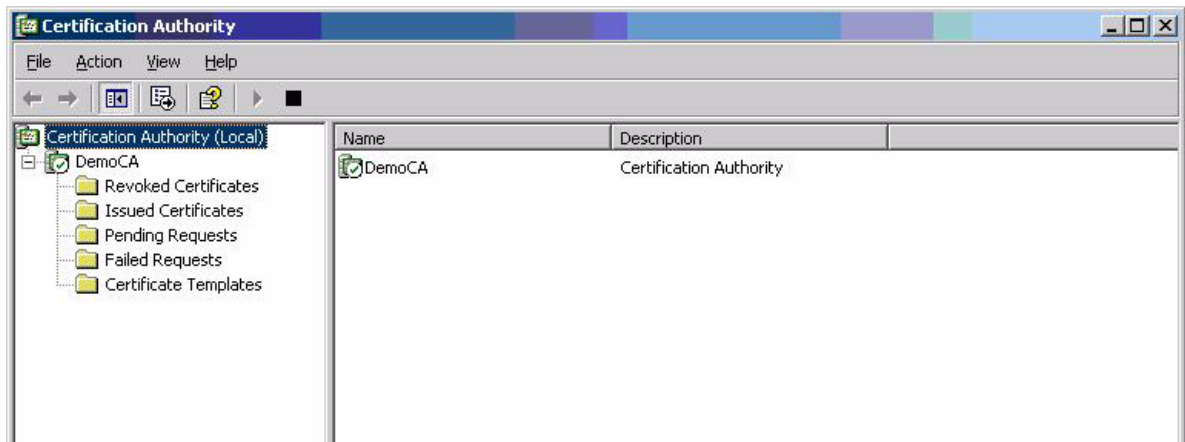 Certification Authority
File Action View Help
Certification Authority (Local)
DemoCA
Revoked Certificates
Issued Certificates
Pending Requests
Failed Requests
Certificate Templates
Name Description
DemoCA Certification Authority